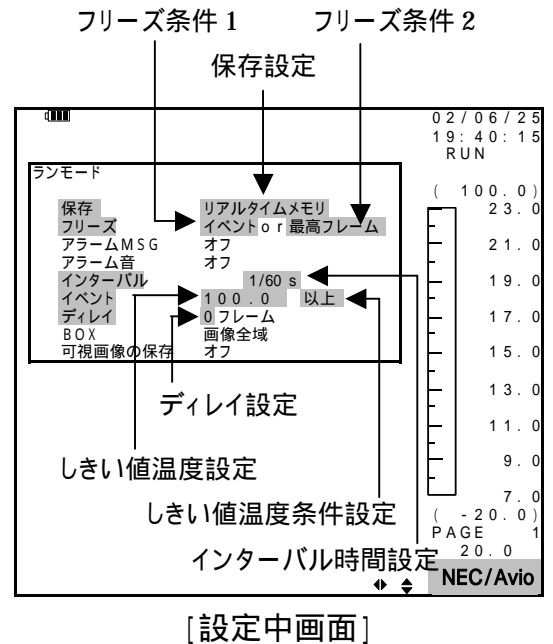 フリーズ条件 1 フリーズ条件 2
保存設定
02/06/25
19:40:15
RUN
ランモード
保存 リアルタイムメモリ
フリーズ イベント or 最高フレーム
アラームMSG オフ
アラーム音 オフ
インターバル 1/60 s
イベント 100.0 以上
ディレイ 0 フレーム
BOX 画像全域
可視画像の保存 オフ
( 100.0)
23.0
21.0
19.0
17.0
15.0
13.0
11.0
9.0
7.0
( -20.0)
PAGE 1
20.0
NEC/Avio
ディレイ設定
しきい値温度設定
しきい値温度条件設定
インターバル時間設定
[設定中画面]